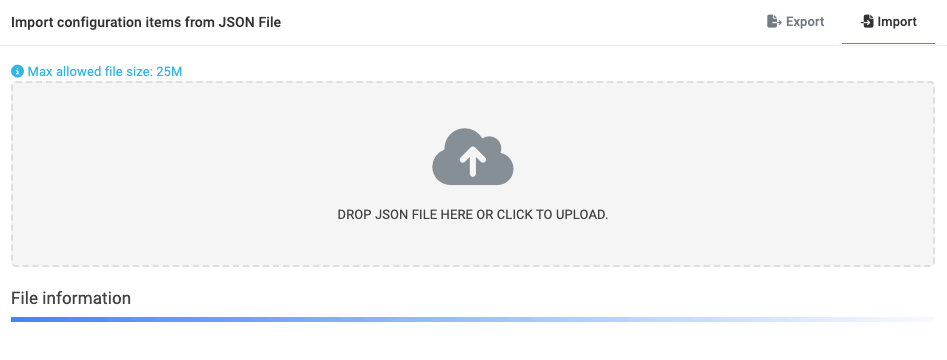 Import configuration items from JSON File
Export
Import
Max allowed file size: 25M
DROP JSON FILE HERE OR CLICK TO UPLOAD.
File information